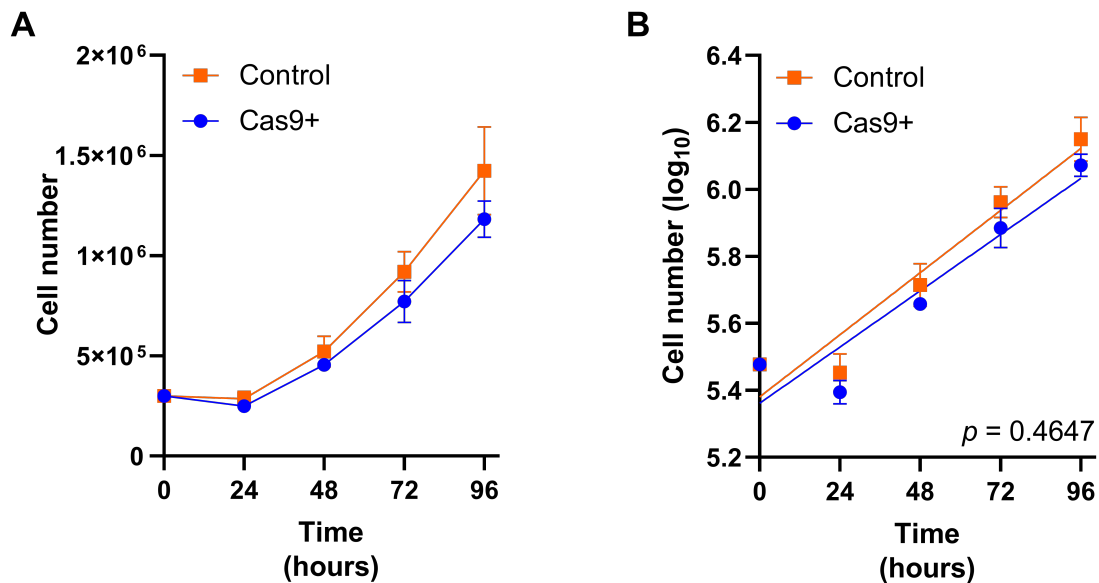 A
B
2×10⁶
1.5×10⁶
1×10⁶
5×10⁵
0
Cell number
Control
Cas9+
0 24 48 72 96
Time
(hours)
6.4
6.2
6.0
5.8
5.6
5.4
5.2
Cell number (log₁₀)
Control
Cas9+
p = 0.4647
0 24 48 72 96
Time
(hours)